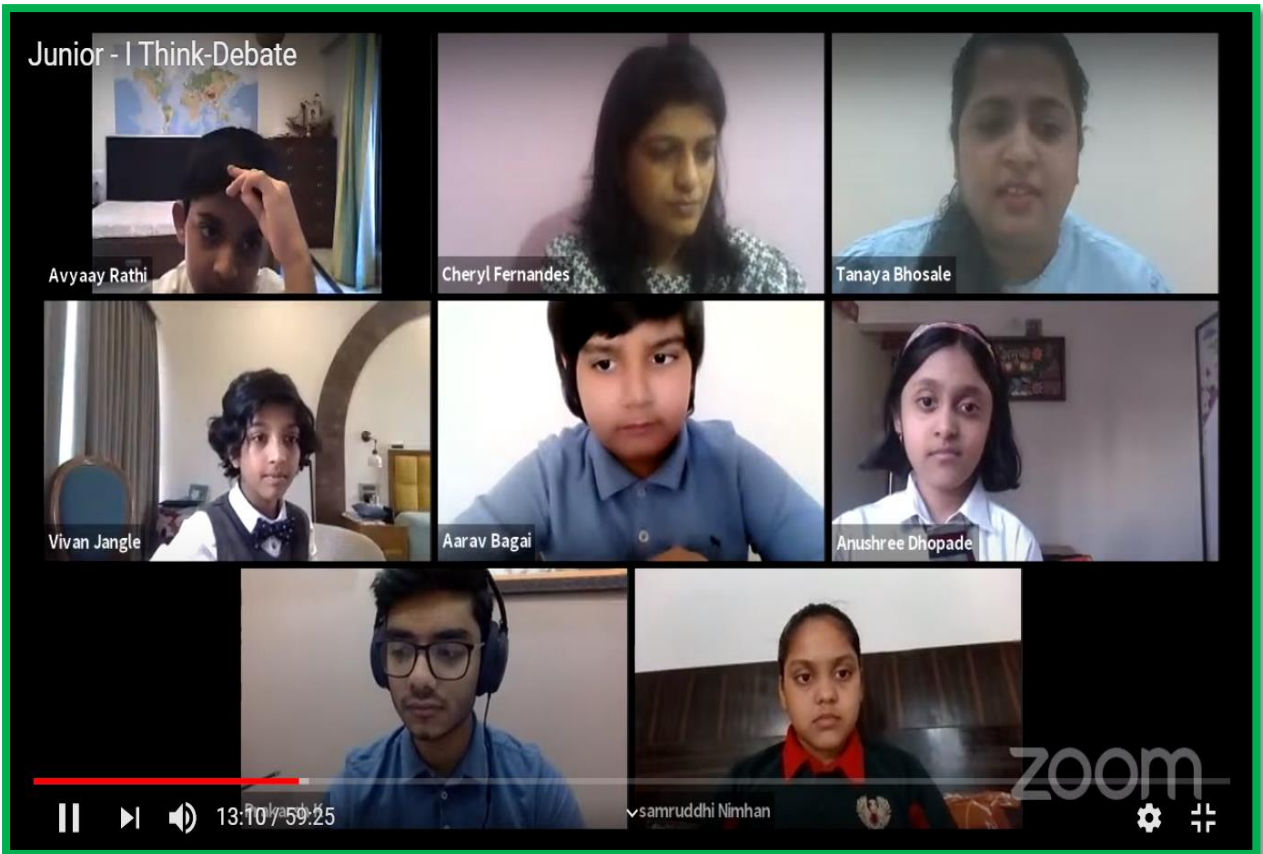 Junior - I Think-Debate
Avyaay Rathi
Cheryl Fernandes
Tanaya Bhosale
Vivan Jangle
Aarav Bagai
Anushree Dhopade
samruddhi Nimhan
zoom
13:10 / 59:25